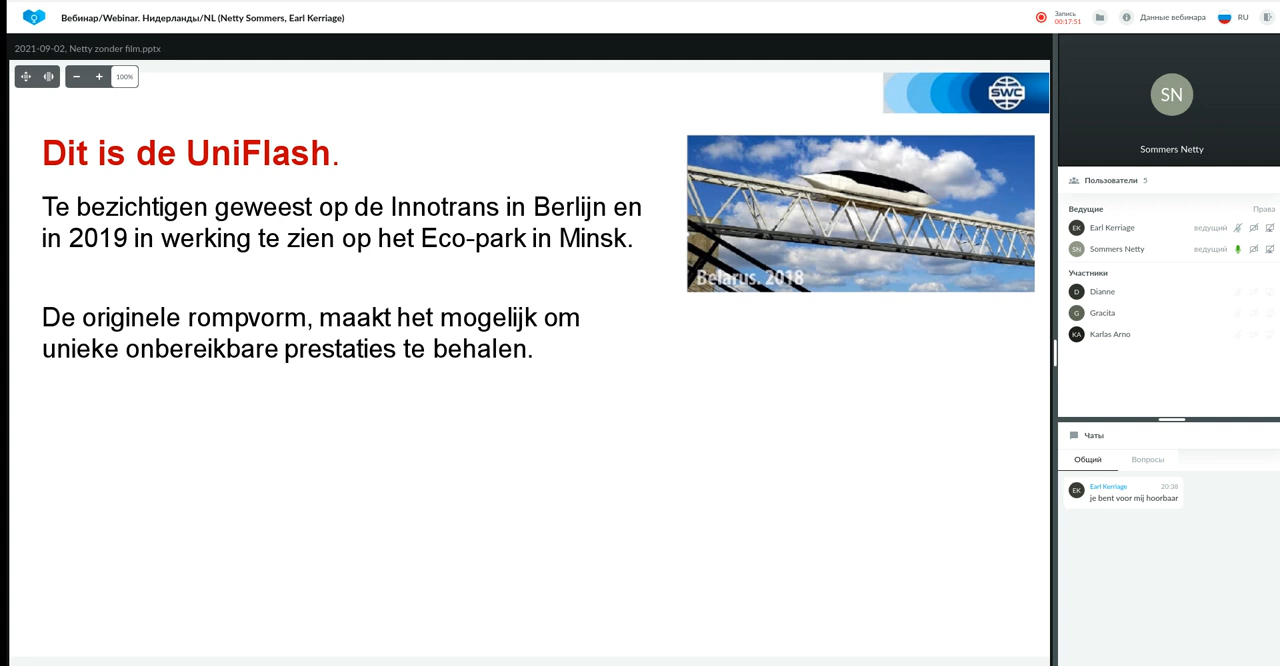 Вебинар/Webinar. Нидерланды/NL (Netty Sommers, Earl Kerriage)
Запись
00:17:51
Данные вебинара
RU
2021-09-02, Netty zonder film.pptx
100%
SWC
Dit is de UniFlash.
Te bezichtigen geweest op de Innotrans in Berlijn en
in 2019 in werking te zien op het Eco-park in Minsk.
De originele rompvorm, maakt het mogelijk om
unieke onbereikbare prestaties te behalen.
Belarus. 2018
SN
Sommers Netty
Пользователи 5
Ведущие Права
EK Earl Kerriage ведущий
SN Sommers Netty ведущий
Участники
D Dianne
G Gracita
KA Karlas Arno
Чаты
Общий Вопросы
EK Earl Kerriage 20:38
je bent voor mij hoorbaar